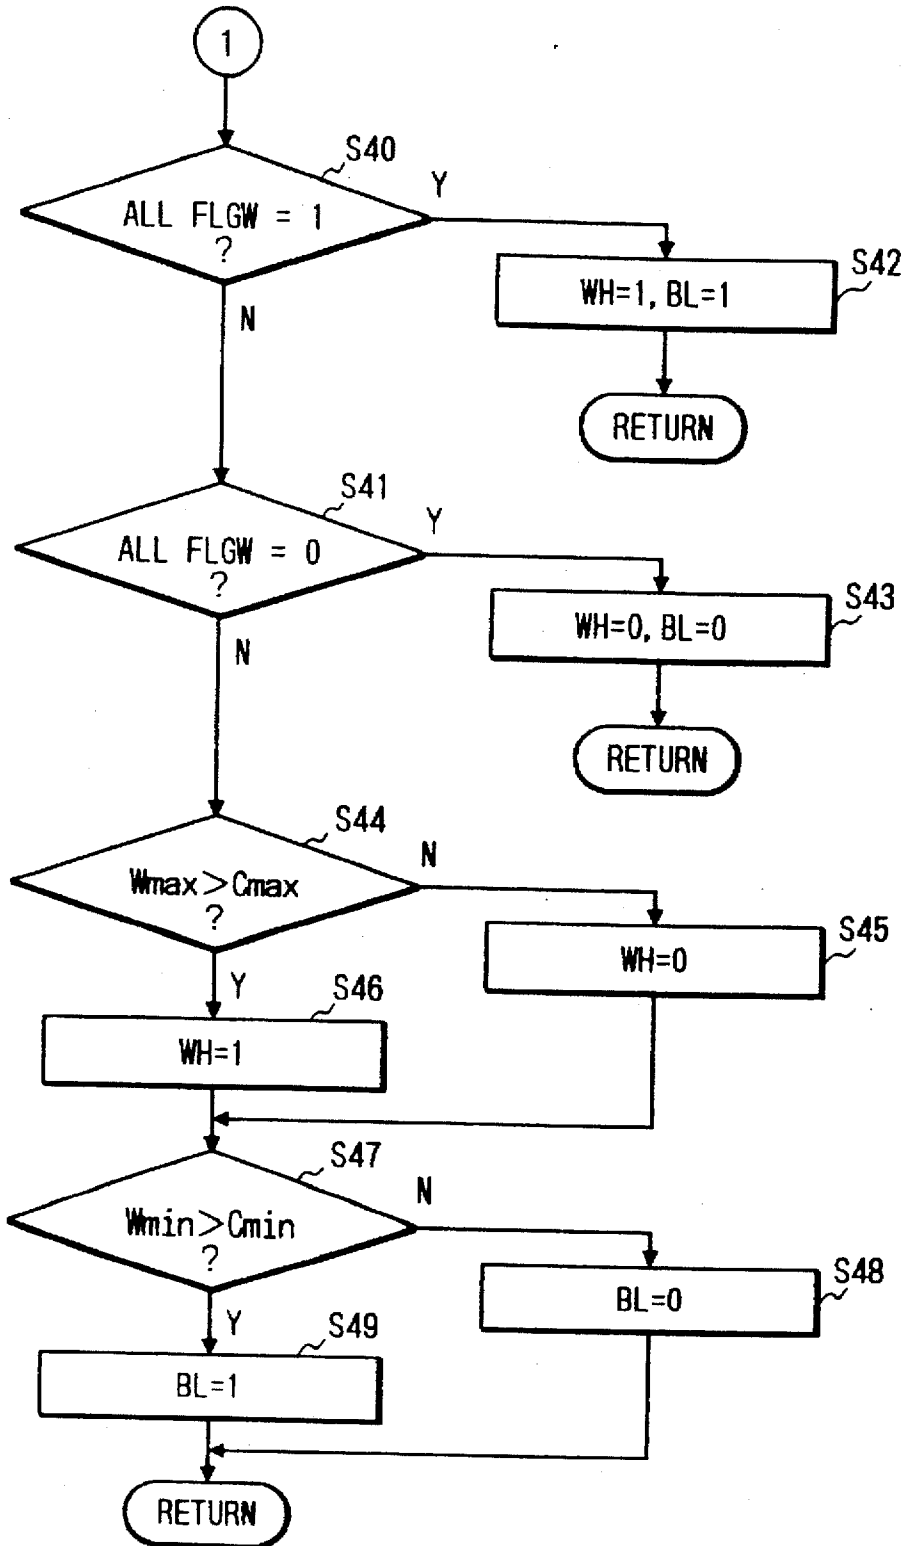 1
S40
ALL FLGW = 1
?
Y
N
S42
WH=1, BL=1
RETURN
S41
ALL FLGW = 0
?
Y
N
S43
WH=0, BL=0
RETURN
S44
Wmax>Cmax
?
N
Y
S45
WH=0
S46
WH=1
S47
Wmin>Cmin
?
N
Y
S48
BL=0
S49
BL=1
RETURN